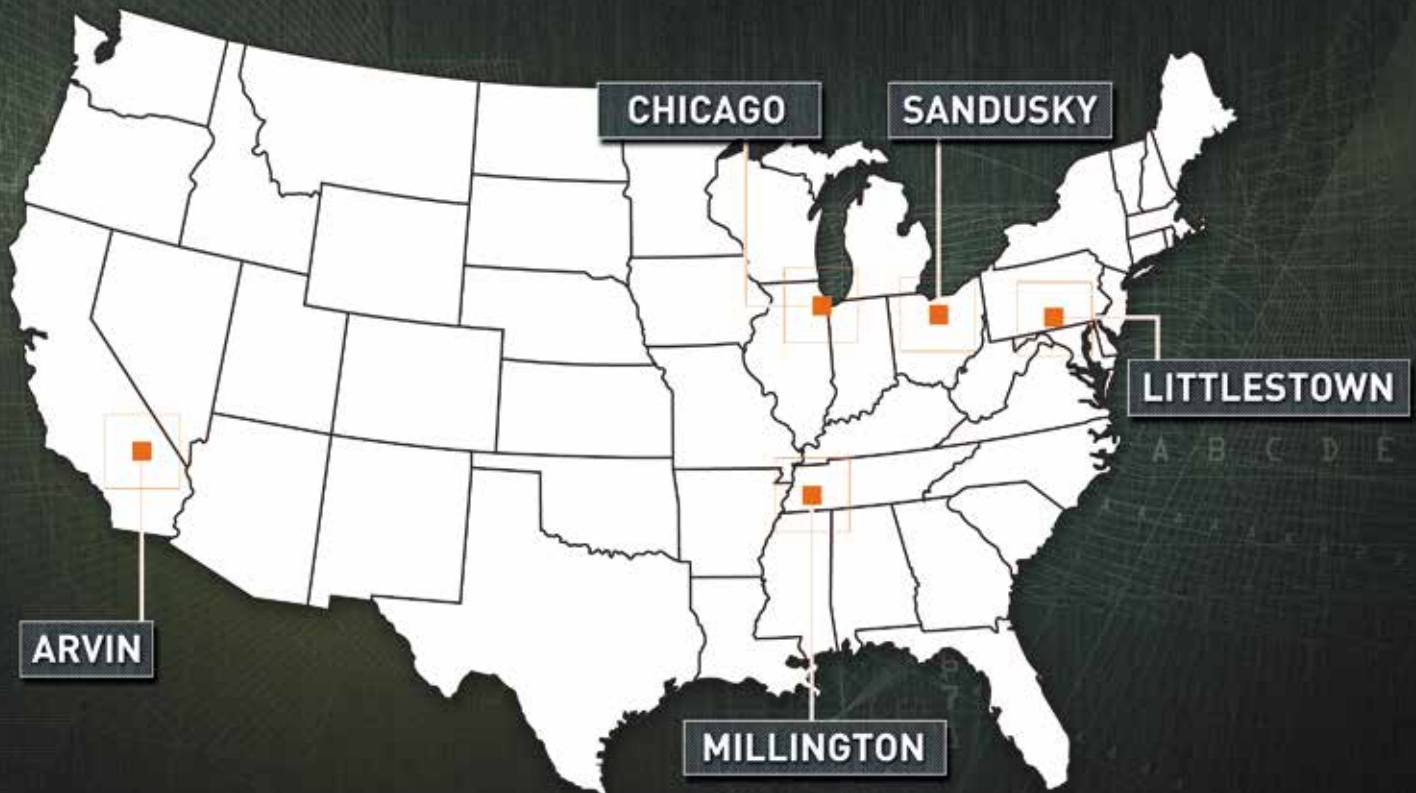 CHICAGO
SANDUSKY
LITTLESTOWN
A B C D E
ARVIN
MILLINGTON